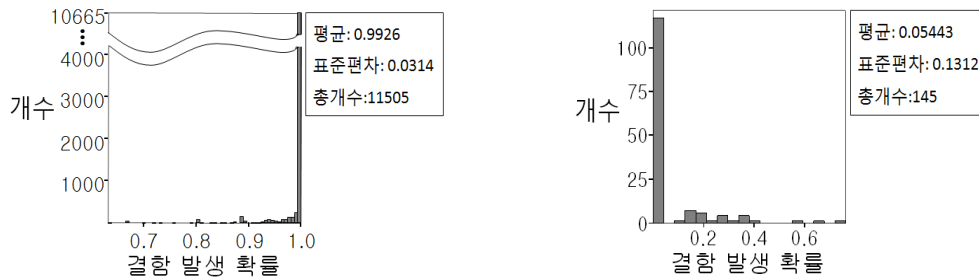 10665
4000
3000
2000
1000
개수
0.7 0.8 0.9 1.0
결함 발생 확률
평균: 0.9926
표준편차: 0.0314
총개수:11505
100
75
50
25
0
개수
0.2 0.4 0.6
결함 발생 확률
평균: 0.05443
표준편차: 0.1312
총개수:145